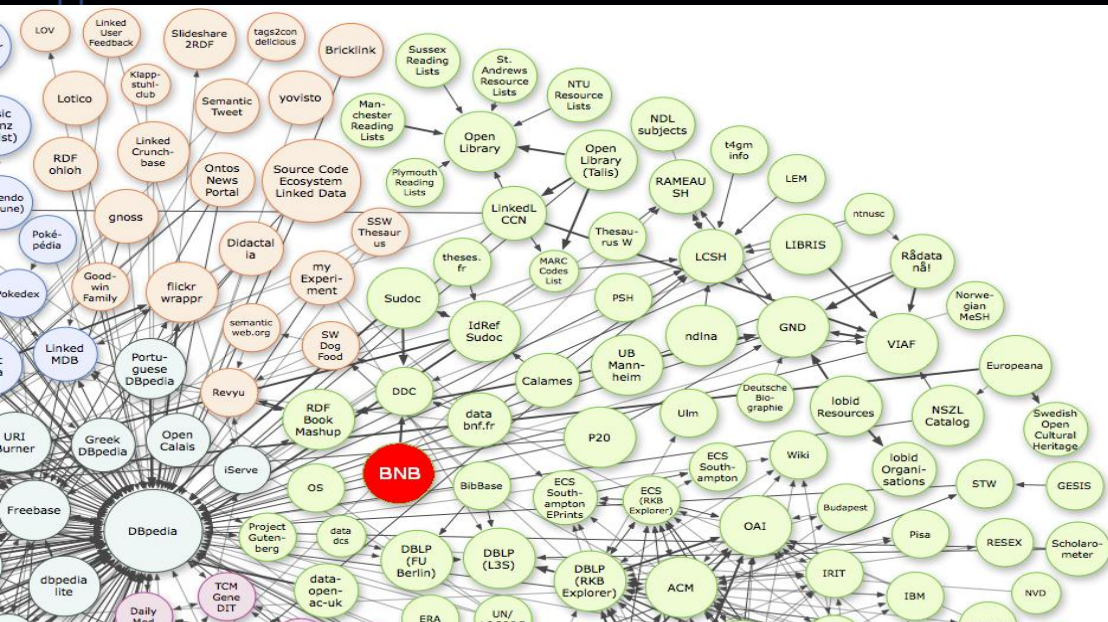 LOV
Linked
User
Feedback
Slideshare
2RDF
tags2con
delicious
Bricklink
Sussex
Reading
Lists
St.
Andrews
Resource
Lists
NTU
Resource
Lists
Lotico
Klapp-
stuhl-
club
Semantic
Tweet
yovisto
Man-
chester
Reading
Lists
Open
Library
Open
Library
(Talis)
NDL
subjects
t4gm
info
RDF
ohloh
Linked
Crunch-
base
Ontos
News
Portal
Source Code
Ecosystem
Linked Data
Plymouth
Reading
Lists
RAMEAU
SH
LEM
gnoss
LinkedL
CCN
SSW
Thesaur
us
Thesau-
rus W
LIBRIS
ntnusc
Poké-
pédia
Didactal
ia
theses.
fr
MARC
Codes
List
LCSH
Rådata
nå!
Good-
win
Family
flickr
wrappr
my
Experi-
ment
Sudoc
PSH
Norwe-
gian
MeSH
Pokedex
semantic
web.org
SW
Dog
Food
IdRef
Sudoc
ndlna
GND
VIAF
Linked
MDB
Portu-
guese
DBpedia
Revyu
DDC
Calames
UB
Mann-
heim
Deutsche
Bio-
graphie
lobid
Resources
NSZL
Catalog
Europeana
RDF
Book
Mashup
data
bnf.fr
P20
Ulm
Swedish
Open
Cultural
Heritage
URI
Burner
Greek
DBpedia
Open
Calais
iServe
BNB
OS
BibBase
ECS
South-
ampton
EPrints
ECS
(RKB
Explorer)
ECS
South-
ampton
Wiki
lobid
Organi-
sations
STW
GESIS
Freebase
DBpedia
Project
Guten-
berg
data
dcs
DBLP
(FU
Berlin)
DBLP
(L3S)
OAI
Budapest
Pisa
RESEX
Scholaro-
meter
dbpedia
lite
TCM
Gene
DIT
data-
open-
ac-uk
DBLP
(RKB
Explorer)
ACM
IRIT
IBM
NVD
Daily
ERA
UN/